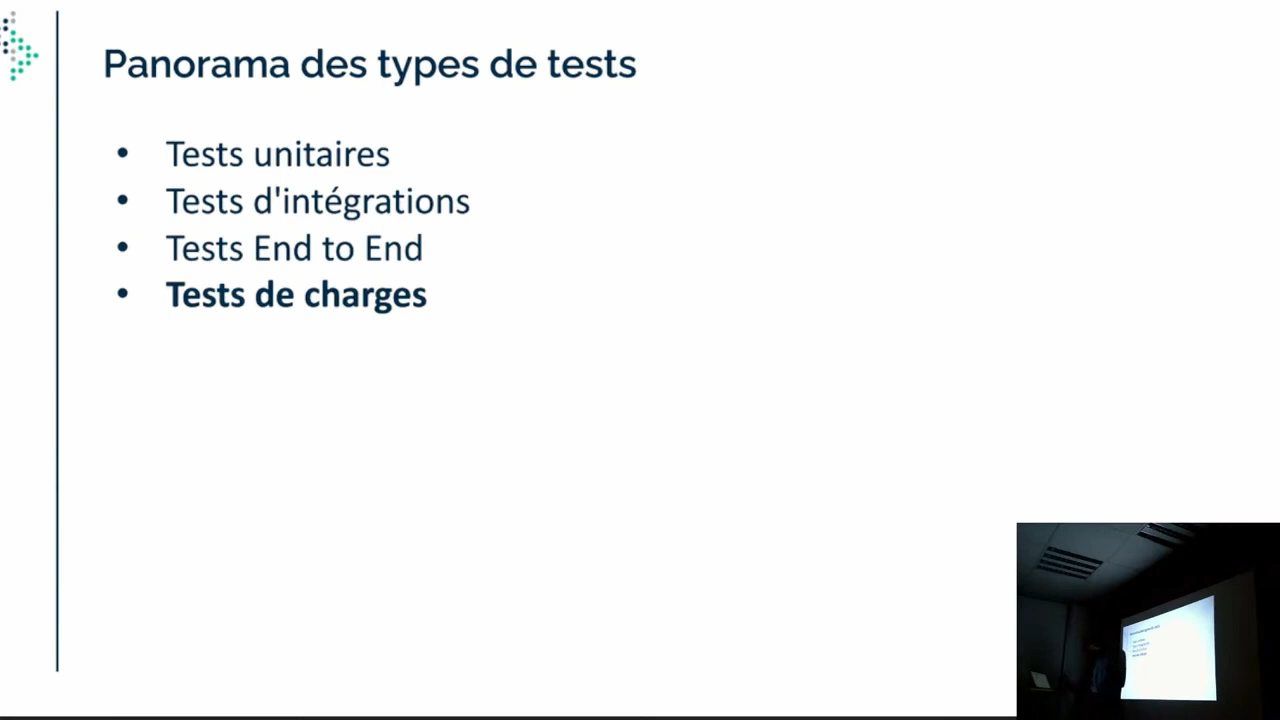 Panorama des types de tests
• Tests unitaires
• Tests d'intégrations
• Tests End to End
• Tests de charges